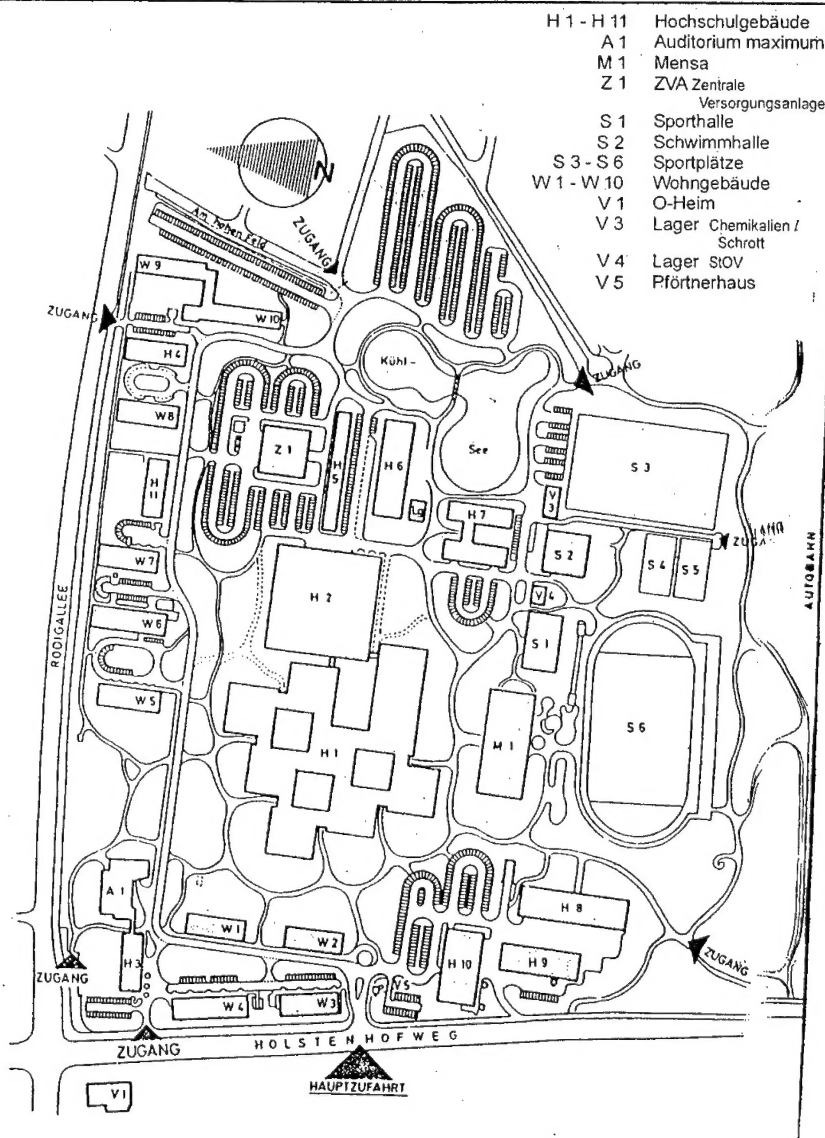 H 1 - H 11 Hochschulgebäude
A 1 Auditorium maximum
M 1 Mensa
Z 1 ZVA Zentrale
Versorgungsanlage
S 1 Sporthalle
S 2 Schwimmhalle
S 3 - S 6 Sportplätze
W 1 - W 10 Wohngebäude
V 1 O-Heim
V 3 Lager Chemikalien /
Schrott
V 4 Lager StOV
V 5 Pförtnerhaus
N
Am hohen Feld
ZUGANG
W 9
W 10
ZUGANG
H 4
Kühl-
ZUGANG
W 8
Z 1
H 5
H 6
See
S 3
H 11
V 3
H 7
W 7
S 2
S 4
S 5
AUTOBAHN
RODIGALLEE
H 2
V 4
W 6
S 1
W 5
H 1
M 1
S 6
A 1
H 8
W 1
W 2
H 3
H 10
H 9
ZUGANG
ZUGANG
V 5
W 4
W 3
ZUGANG
HOLSTENHOFWEG
HAUPTZUFAHRT
V 1